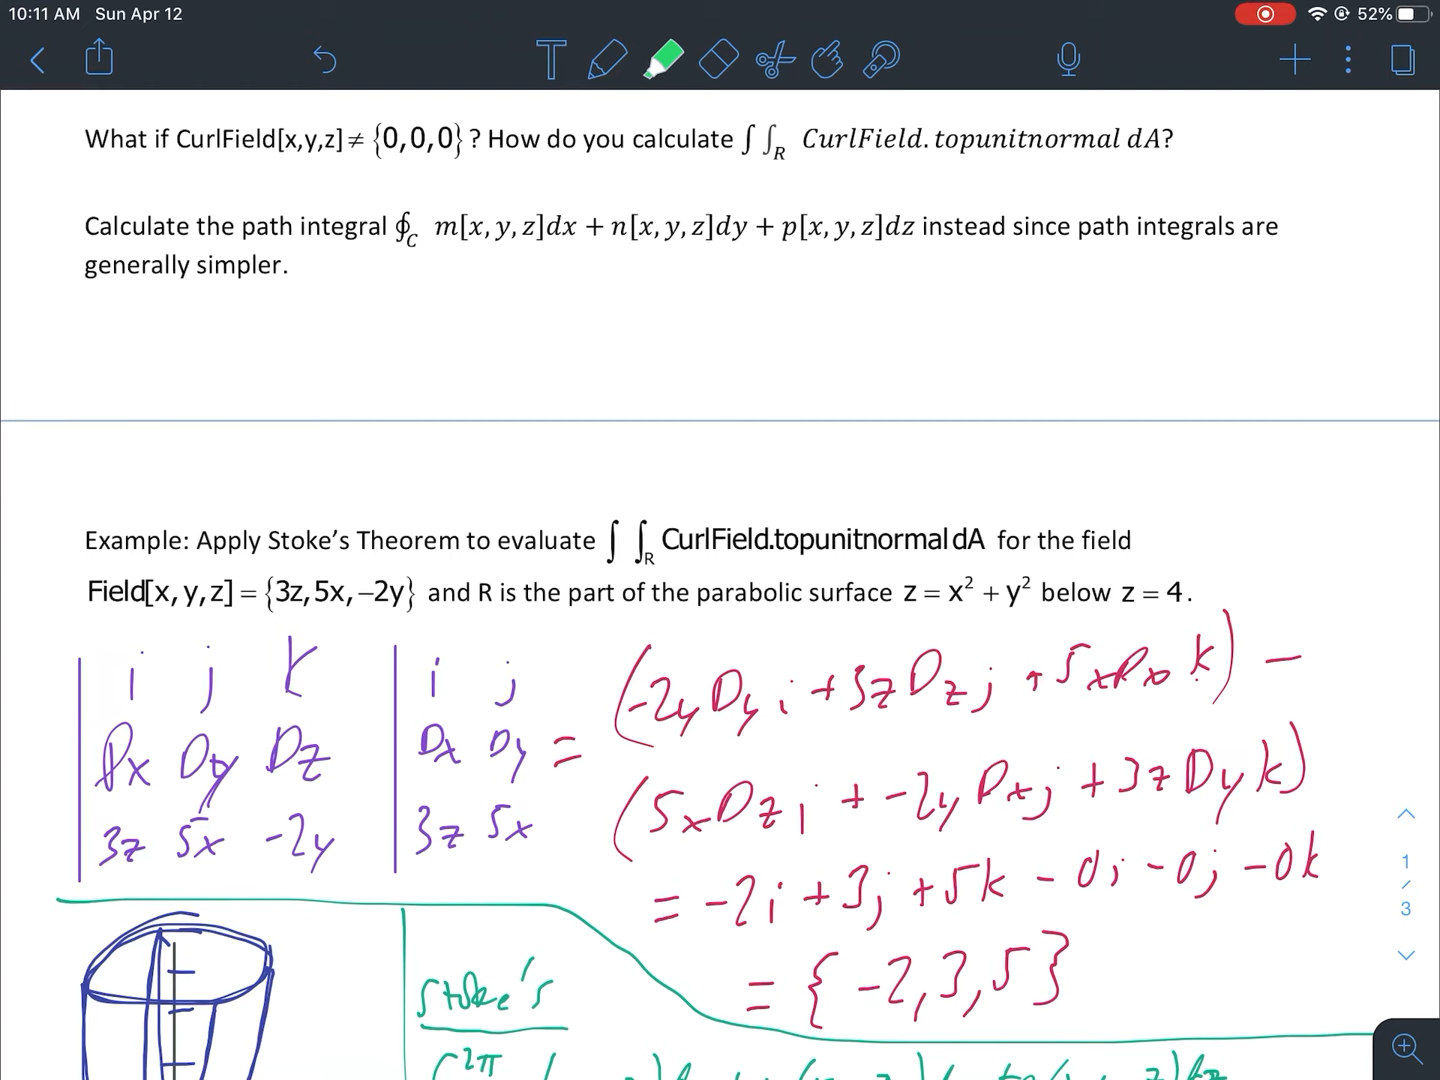 10:11 AM Sun Apr 12 52%
T
What if CurlField[x,y,z] ≠ {0,0,0} ? How do you calculate ∫ ∫_R CurlField. topunitnormal dA?
Calculate the path integral ∮_C m[x, y, z]dx + n[x, y, z]dy + p[x, y, z]dz instead since path integrals are
generally simpler.
Example: Apply Stoke’s Theorem to evaluate ∫ ∫_R CurlField.topunitnormal dA for the field
Field[x, y, z] = {3z, 5x, −2y} and R is the part of the parabolic surface z = x² + y² below z = 4.
| i j k | i j
Dx Dy Dz | Dx Dy =
3z 5x -2y | 3z 5x
(-2y Dy i + 3z Dz j + 5x Dx k) -
(5x Dz i + -2y Dx j + 3z Dy k)
= -2i + 3j + 5k - 0i - 0j - 0k
= {-2, 3, 5}
1
/
3
Stoke's
∫ 2π